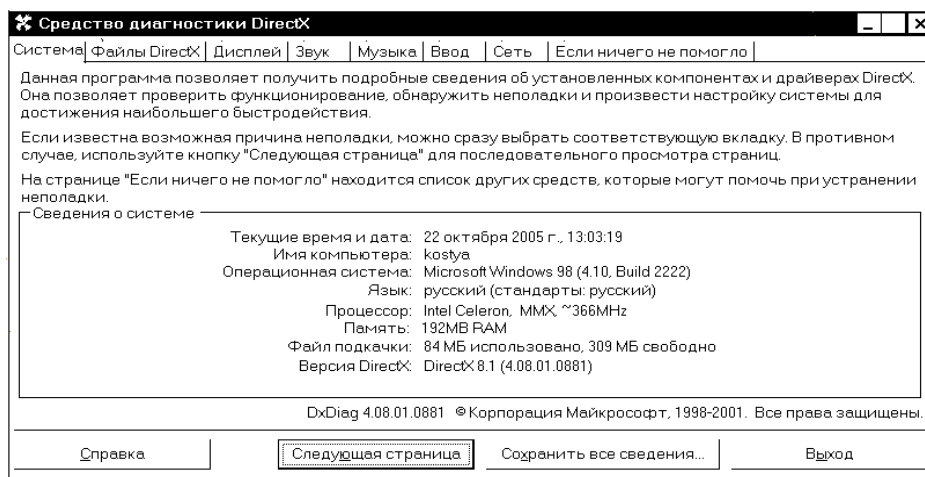 Средство диагностики DirectX
Система Файлы DirectX Дисплей Звук Музыка Ввод Сеть Если ничего не помогло
Данная программа позволяет получить подробные сведения об установленных компонентах и драйверах DirectX.
Она позволяет проверить функционирование, обнаружить неполадки и произвести настройку системы для
достижения наибольшего быстродействия.
Если известна возможная причина неполадки, можно сразу выбрать соответствующую вкладку. В противном
случае, используйте кнопку "Следующая страница" для последовательного просмотра страниц.
На странице "Если ничего не помогло" находится список других средств, которые могут помочь при устранении
неполадки.
Сведения о системе
Текущие время и дата: 22 октября 2005 г., 13:03:19
Имя компьютера: kostya
Операционная система: Microsoft Windows 98 (4.10, Build 2222)
Язык: русский (стандарты: русский)
Процессор: Intel Celeron, MMX, ~366MHz
Память: 192MB RAM
Файл подкачки: 84 МБ использовано, 309 МБ свободно
Версия DirectX: DirectX 8.1 (4.08.01.0881)
DxDiag 4.08.01.0881 © Корпорация Майкрософт, 1998-2001. Все права защищены.
Справка Следующая страница Сохранить все сведения... Выход